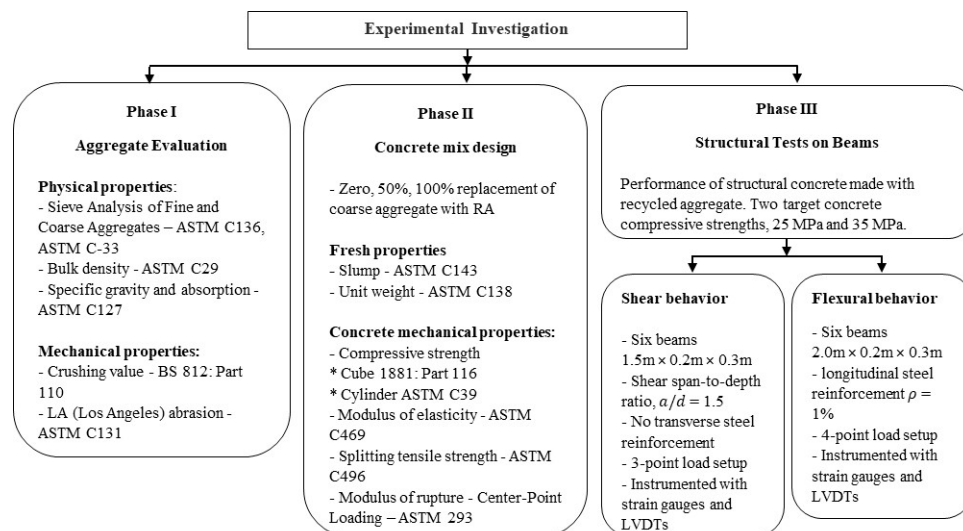 Experimental Investigation
Phase I
Aggregate Evaluation
Physical properties:
- Sieve Analysis of Fine and
Coarse Aggregates – ASTM C136,
ASTM C-33
- Bulk density - ASTM C29
- Specific gravity and absorption -
ASTM C127
Mechanical properties:
- Crushing value - BS 812: Part
110
- LA (Los Angeles) abrasion -
ASTM C131
Phase II
Concrete mix design
- Zero, 50%, 100% replacement of
coarse aggregate with RA
Fresh properties
- Slump - ASTM C143
- Unit weight - ASTM C138
Concrete mechanical properties:
- Compressive strength
* Cube 1881: Part 116
* Cylinder ASTM C39
- Modulus of elasticity - ASTM
C469
- Splitting tensile strength - ASTM
C496
- Modulus of rupture - Center-Point
Loading – ASTM 293
Phase III
Structural Tests on Beams
Performance of structural concrete made with
recycled aggregate. Two target concrete
compressive strengths, 25 MPa and 35 MPa.
Shear behavior
- Six beams
1.5m × 0.2m × 0.3m
- Shear span-to-depth
ratio, a/d = 1.5
- No transverse steel
reinforcement
- 3-point load setup
- Instrumented with
strain gauges and
LVDTs
Flexural behavior
- Six beams
2.0m × 0.2m × 0.3m
- longitudinal steel
reinforcement ρ =
1%
- 4-point load setup
- Instrumented with
strain gauges and
LVDTs